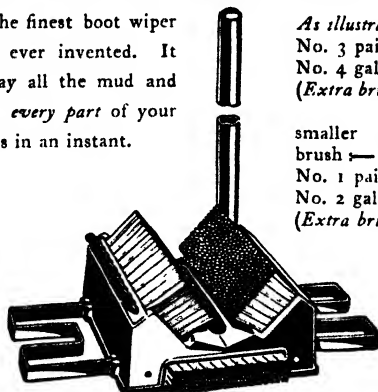 he finest boot wiper
ever invented. It
ay all the mud and
every part of your
s in an instant.
As illustra
No. 3 pai
No. 4 gal
(Extra bri
smaller
brush :—
No. 1 pai
No. 2 gal
(Extra bri